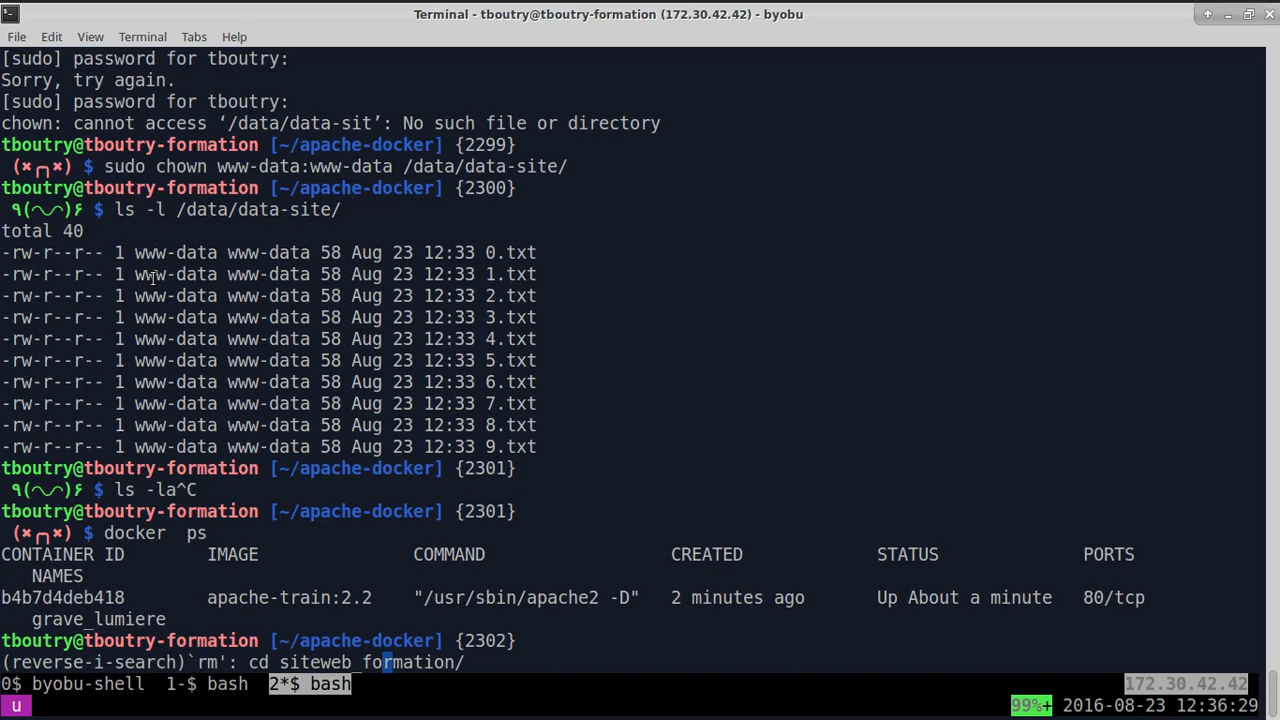 Terminal - tboutry@tboutry-formation (172.30.42.42) - byobu
File Edit View Terminal Tabs Help
[sudo] password for tboutry:
Sorry, try again.
[sudo] password for tboutry:
chown: cannot access ‘/data/data-sit’: No such file or directory
tboutry@tboutry-formation [~/apache-docker] {2299}
(✖╭╮✖) $ sudo chown www-data:www-data /data/data-site/
tboutry@tboutry-formation [~/apache-docker] {2300}
٩(◡◡)۶ $ ls -l /data/data-site/
total 40
-rw-r--r-- 1 www-data www-data 58 Aug 23 12:33 0.txt
-rw-r--r-- 1 www-data www-data 58 Aug 23 12:33 1.txt
-rw-r--r-- 1 www-data www-data 58 Aug 23 12:33 2.txt
-rw-r--r-- 1 www-data www-data 58 Aug 23 12:33 3.txt
-rw-r--r-- 1 www-data www-data 58 Aug 23 12:33 4.txt
-rw-r--r-- 1 www-data www-data 58 Aug 23 12:33 5.txt
-rw-r--r-- 1 www-data www-data 58 Aug 23 12:33 6.txt
-rw-r--r-- 1 www-data www-data 58 Aug 23 12:33 7.txt
-rw-r--r-- 1 www-data www-data 58 Aug 23 12:33 8.txt
-rw-r--r-- 1 www-data www-data 58 Aug 23 12:33 9.txt
tboutry@tboutry-formation [~/apache-docker] {2301}
٩(◡◡)۶ $ ls -la^C
tboutry@tboutry-formation [~/apache-docker] {2301}
(✖╭╮✖) $ docker  ps
CONTAINER ID IMAGE COMMAND CREATED STATUS PORTS
NAMES
b4b7d4deb418 apache-train:2.2 "/usr/sbin/apache2 -D" 2 minutes ago Up About a minute 80/tcp
grave_lumiere
tboutry@tboutry-formation [~/apache-docker] {2302}
(reverse-i-search)`rm': cd siteweb_formation/
0$ byobu-shell 1-$ bash 2*$ bash 172.30.42.42
u 99%+ 2016-08-23 12:36:29